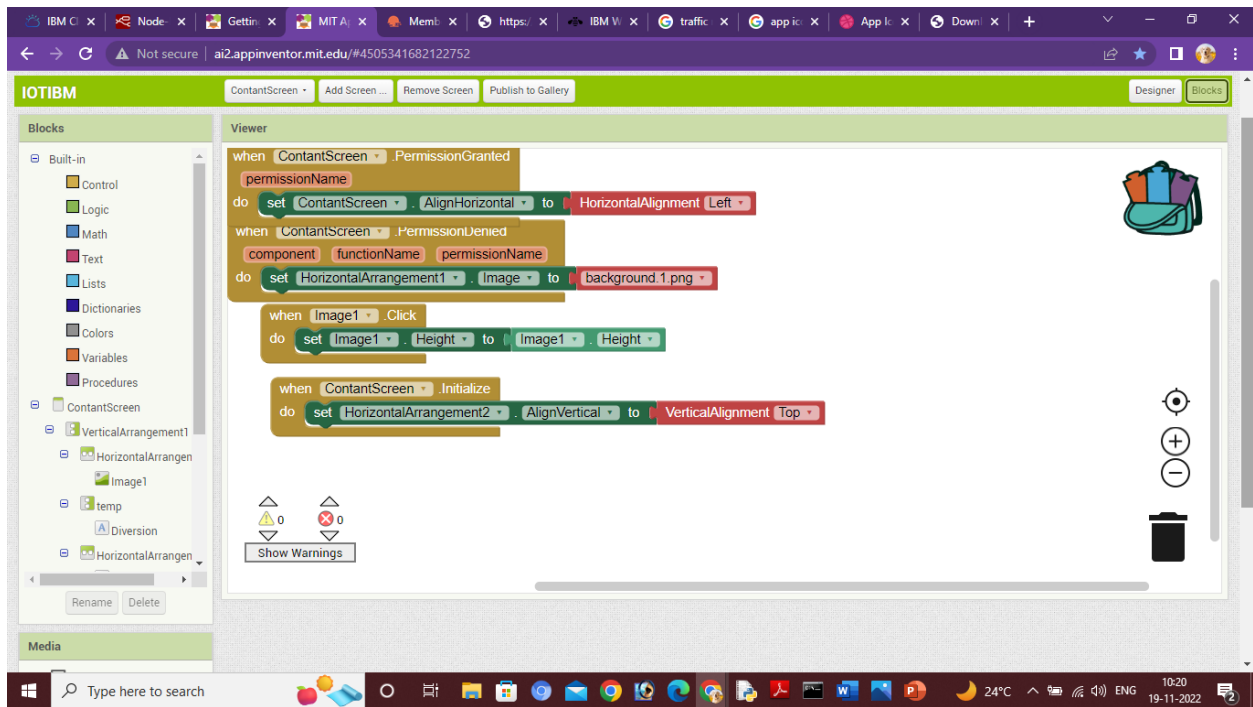 IBM Cl Node- Getting MIT Ap Memb https:/ IBM W traffic app ic App Ic Downl
Not secure ai2.appinventor.mit.edu/#4505341682122752
IOTIBM ContantScreen Add Screen ... Remove Screen Publish to Gallery Designer Blocks
Blocks
Viewer
Built-in
Control
Logic
Math
Text
Lists
Dictionaries
Colors
Variables
Procedures
ContantScreen
VerticalArrangement1
HorizontalArrangen
Image1
temp
Diversion
HorizontalArrangen
Rename Delete
Media
when ContantScreen .PermissionGranted
permissionName
do set ContantScreen . AlignHorizontal to HorizontalAlignment Left
when ContantScreen .PermissionDenied
component functionName permissionName
do set HorizontalArrangement1 . Image to background.1.png
when Image1 .Click
do set Image1 . Height to Image1 . Height
when ContantScreen .Initialize
do set HorizontalArrangement2 . AlignVertical to VerticalAlignment Top
0 0
Show Warnings
Type here to search 24°C ENG 10:20
19-11-2022
2